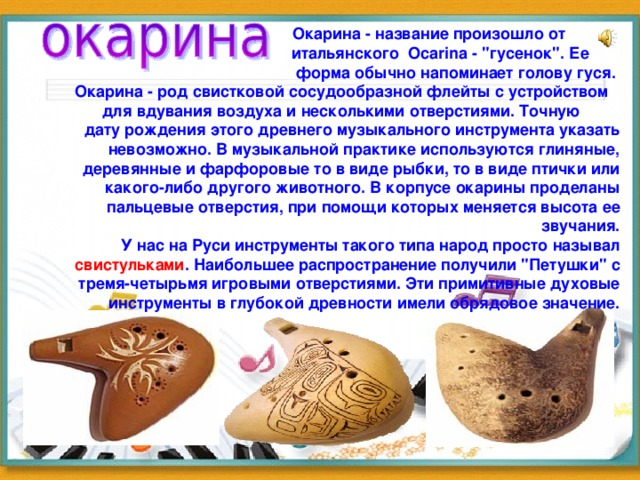 окарина
Окарина - название произошло от
итальянского Ocarina - "гусенок". Ее
форма обычно напоминает голову гуся.
Окарина - род свистковой сосудообразной флейты с устройством
для вдувания воздуха и несколькими отверстиями. Точную
дату рождения этого древнего музыкального инструмента указать
невозможно. В музыкальной практике используются глиняные,
деревянные и фарфоровые то в виде рыбки, то в виде птички или
какого-либо другого животного. В корпусе окарины проделаны
пальцевые отверстия, при помощи которых меняется высота ее
звучания.
У нас на Руси инструменты такого типа народ просто называл
свистульками. Наибольшее распространение получили "Петушки" с
тремя-четырьмя игровыми отверстиями. Эти примитивные духовые
инструменты в глубокой древности имели обрядовое значение.